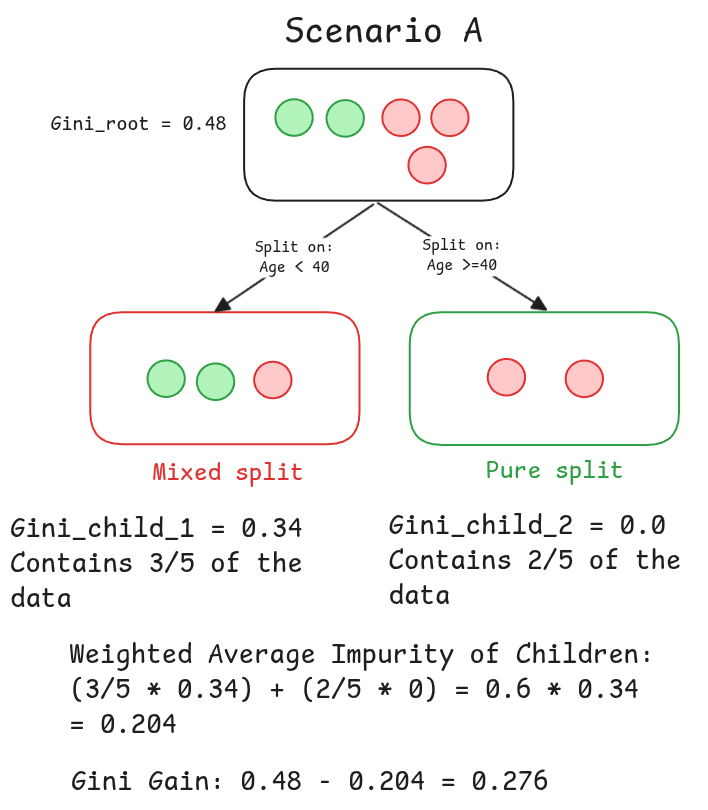 Scenario A
Gini_root = 0.48
Split on:
Age < 40
Split on:
Age >=40
Mixed split
Pure split
Gini_child_1 = 0.34
Contains 3/5 of the
data
Gini_child_2 = 0.0
Contains 2/5 of the
data
Weighted Average Impurity of Children:
(3/5 * 0.34) + (2/5 * 0) = 0.6 * 0.34
= 0.204
Gini Gain: 0.48 - 0.204 = 0.276